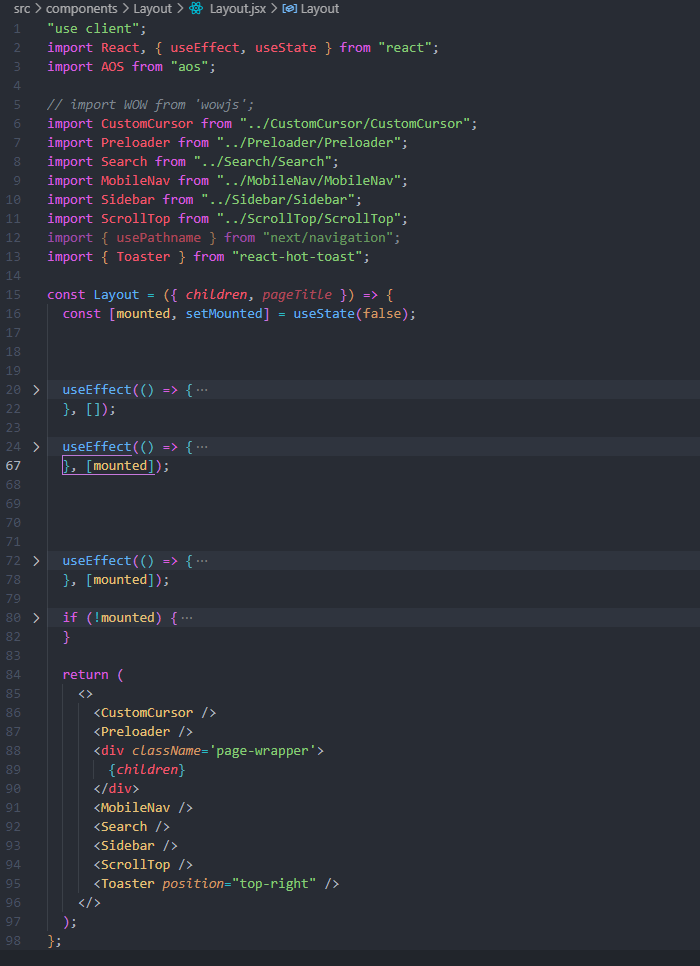 src > components > Layout > Layout.jsx > Layout
1 "use client";
2 import React, { useEffect, useState } from "react";
3 import AOS from "aos";
4
5 // import WOW from 'wowjs';
6 import CustomCursor from "../CustomCursor/CustomCursor";
7 import Preloader from "../Preloader/Preloader";
8 import Search from "../Search/Search";
9 import MobileNav from "../MobileNav/MobileNav";
10 import Sidebar from "../Sidebar/Sidebar";
11 import ScrollTop from "../ScrollTop/ScrollTop";
12 import { usePathname } from "next/navigation";
13 import { Toaster } from "react-hot-toast";
14
15 const Layout = ({ children, pageTitle }) => {
16 const [mounted, setMounted] = useState(false);
17
18
19
20 useEffect(() => { ···
22 }, []);
23
24 useEffect(() => { ···
67 }, [mounted]);
68
69
70
71
72 useEffect(() => { ···
78 }, [mounted]);
79
80 if (!mounted) { ···
82 }
83
84 return (
85 <>
86 <CustomCursor />
87 <Preloader />
88 <div className='page-wrapper'>
89 {children}
90 </div>
91 <MobileNav />
92 <Search />
93 <Sidebar />
94 <ScrollTop />
95 <Toaster position="top-right" />
96 </>
97 );
98 };